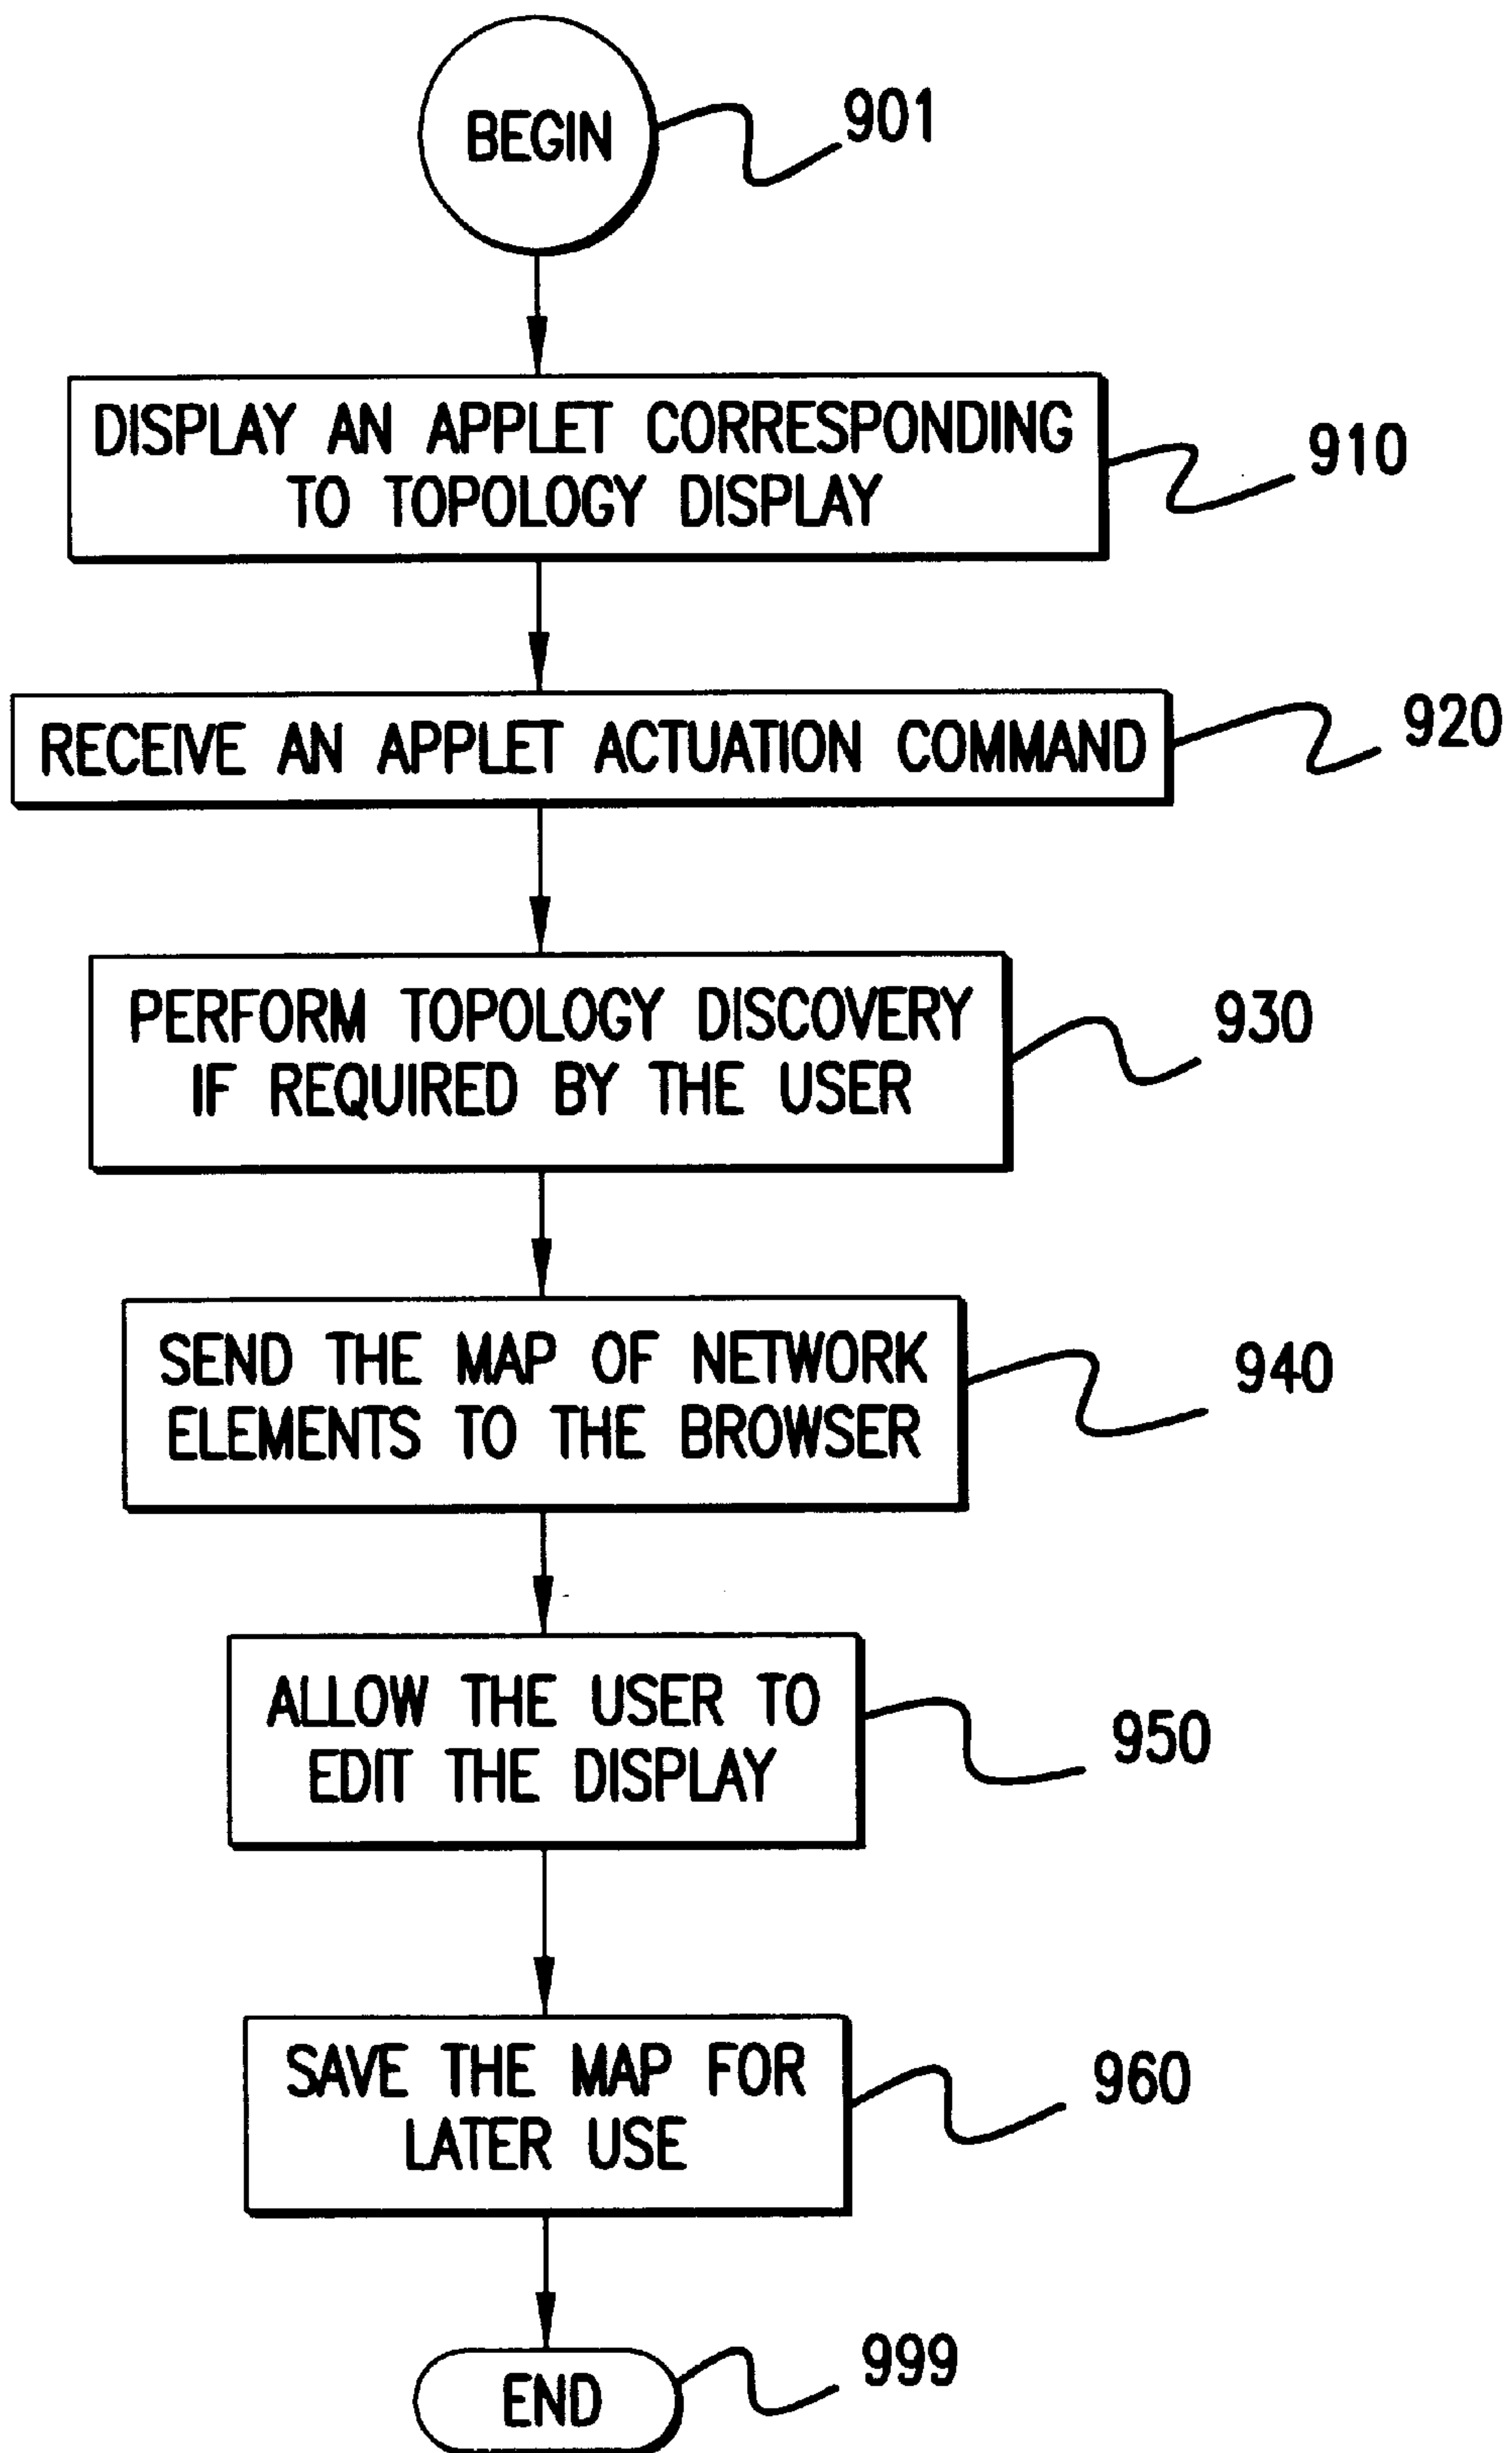 BEGIN
901
DISPLAY AN APPLET CORRESPONDING
TO TOPOLOGY DISPLAY
910
RECEIVE AN APPLET ACTUATION COMMAND
920
PERFORM TOPOLOGY DISCOVERY
IF REQUIRED BY THE USER
930
SEND THE MAP OF NETWORK
ELEMENTS TO THE BROWSER
940
ALLOW THE USER TO
EDIT THE DISPLAY
950
SAVE THE MAP FOR
LATER USE
960
END
999